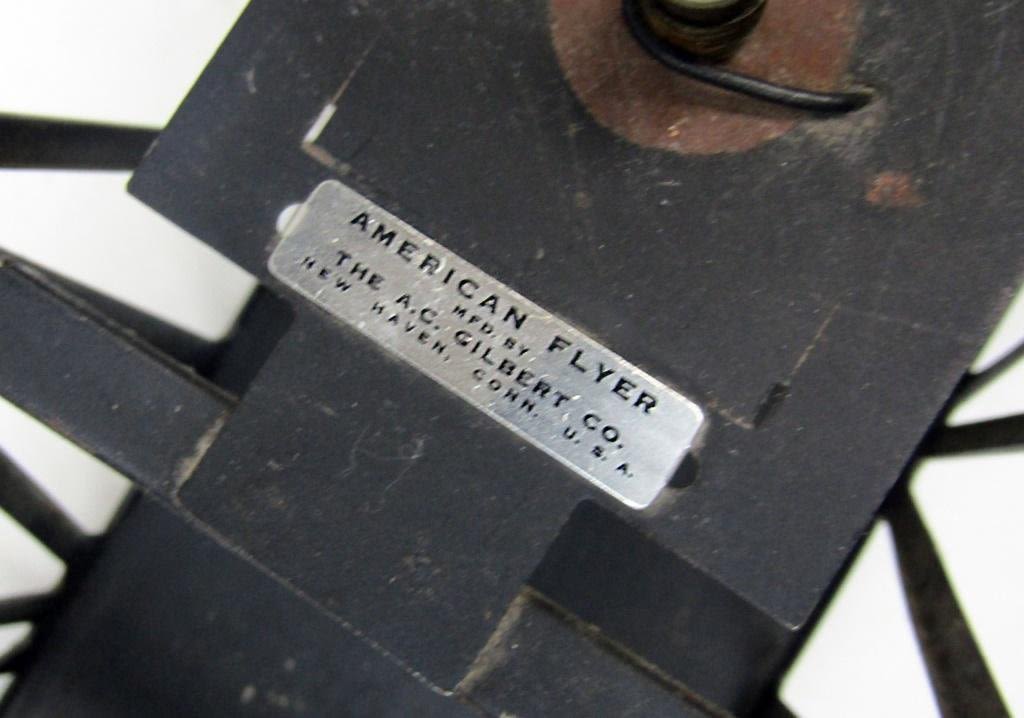 AMERICAN FLYER
MFD. BY
THE A.C. GILBERT CO.
NEW HAVEN, CONN. U. S. A.